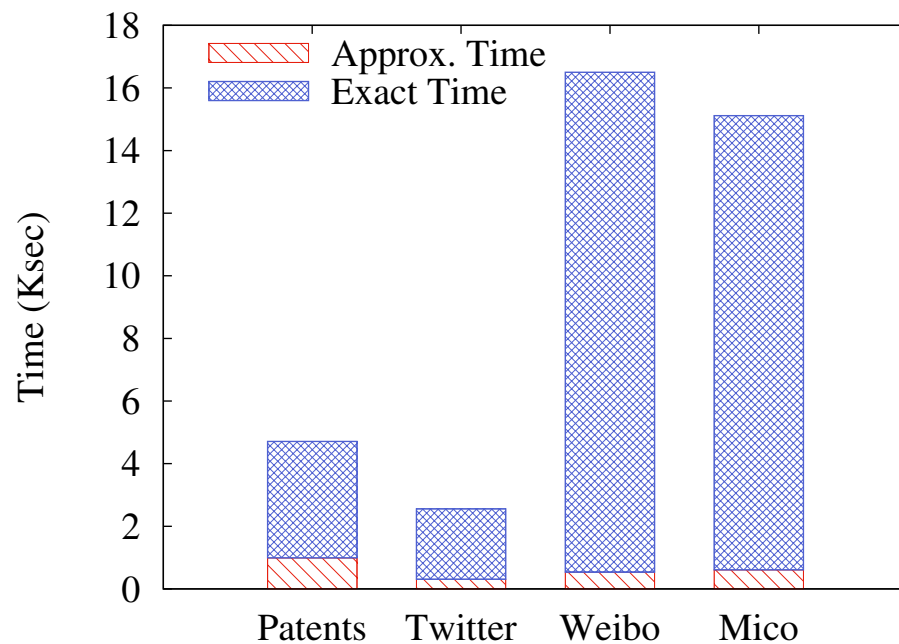 18
16
14
12
10
8
6
4
2
0
Time (Ksec)
Approx. Time
Exact Time
Patents Twitter Weibo Mico